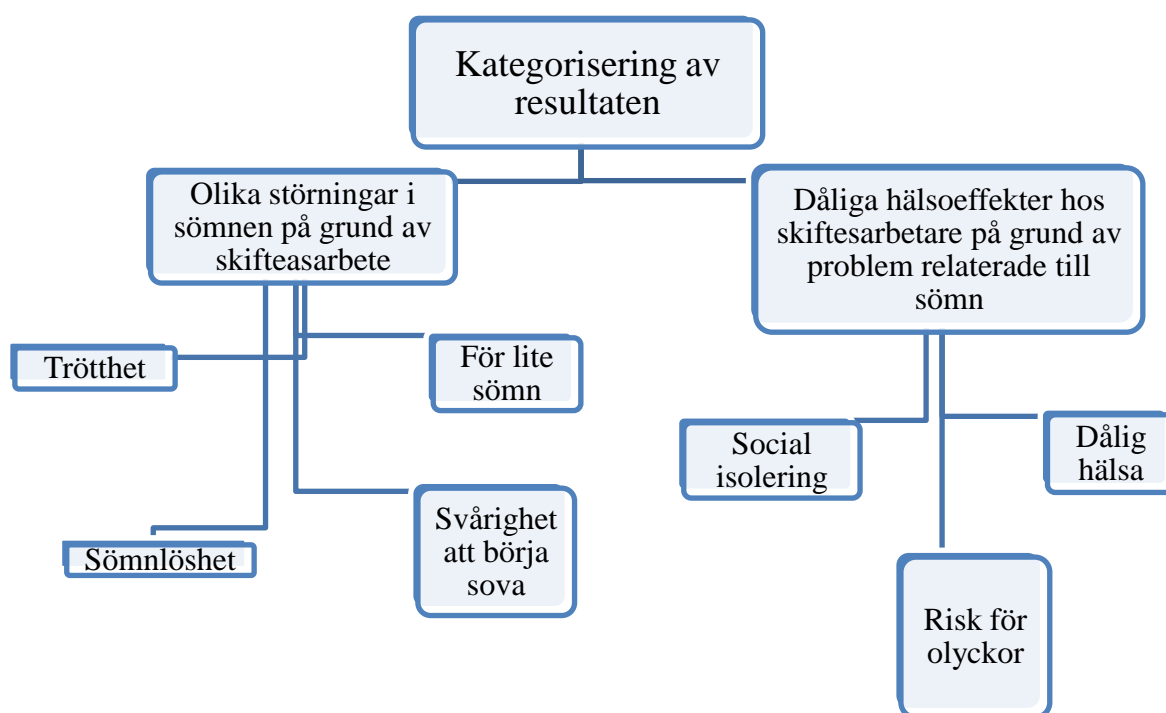 Kategorisering av
resultaten
Olika störningar i
sömnen på grund av
skifteasarbete
Dåliga hälsoeffekter hos
skiftesarbetare på grund av
problem relaterade till
sömn
Trötthet
För lite
sömn
Sömnlöshet
Svårighet
att börja
sova
Social
isolering
Dålig
hälsa
Risk för
olyckor